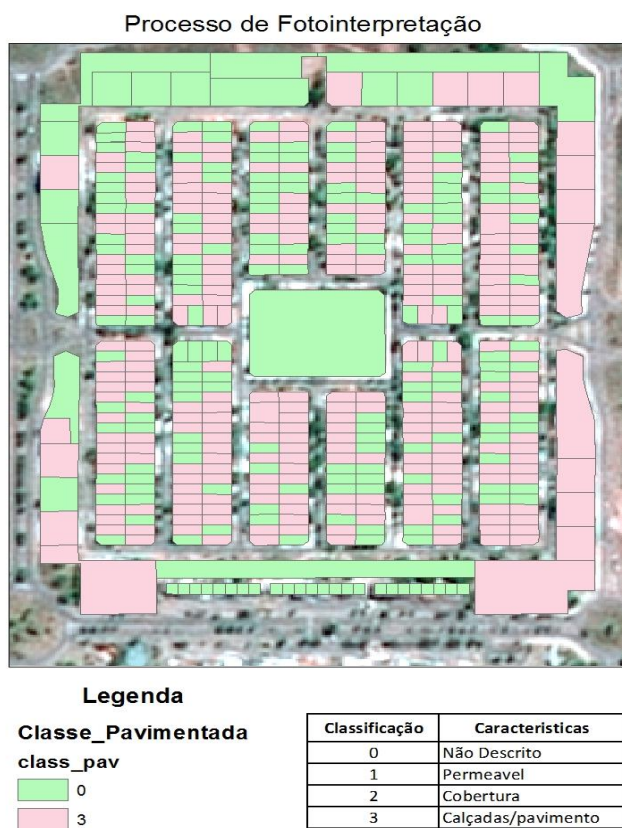 Processo de Fotointerpretação
Legenda
Classe_Pavimentada
class_pav
0
3
Classificação Caracteristicas
0 Não Descrito
1 Permeavel
2 Cobertura
3 Calçadas/pavimento